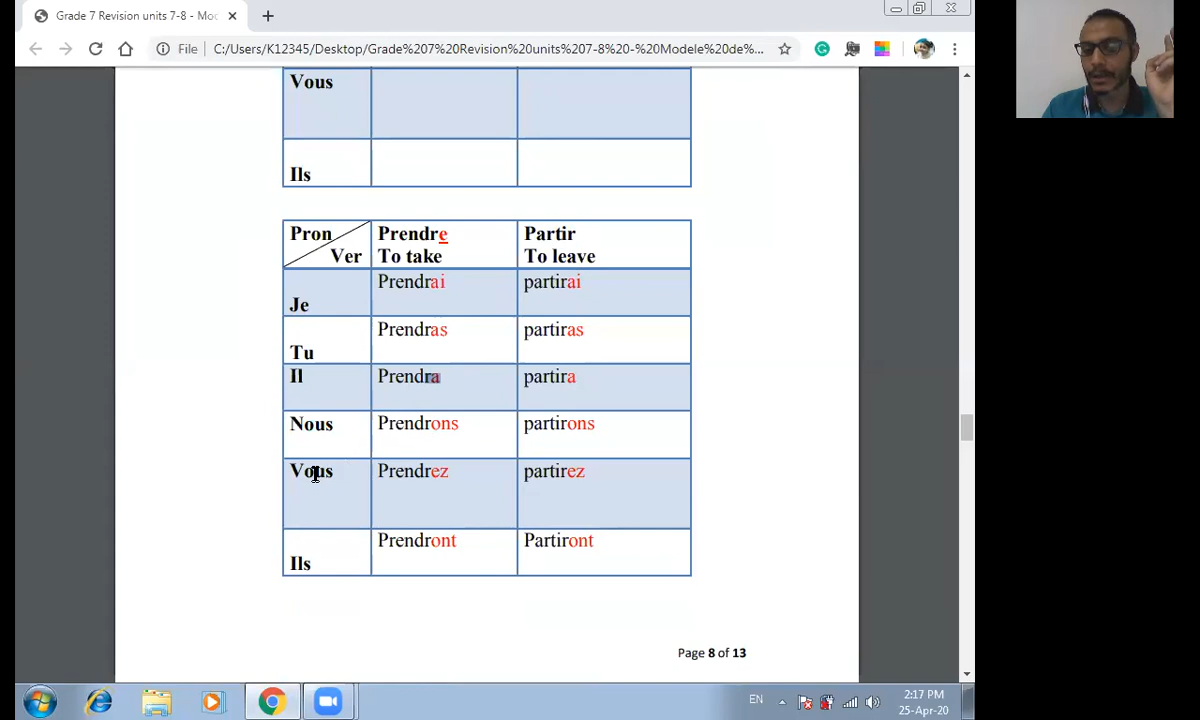 Grade 7 Revision units 7-8 - Moc
File
C:/Users/K12345/Desktop/Grade%207%20Revision%20units%207-8%20-%20Modele%20de%...
Vous
Ils
Pron
Ver
Prendre
To take
Partir
To leave
Je
Prendrai
partirai
Tu
Prendras
partiras
Il
Prendra
partira
Nous
Prendrons
partirons
Vous
Prendrez
partirez
Ils
Prendront
Partiront
Page 8 of 13
EN
2:17 PM
25-Apr-20